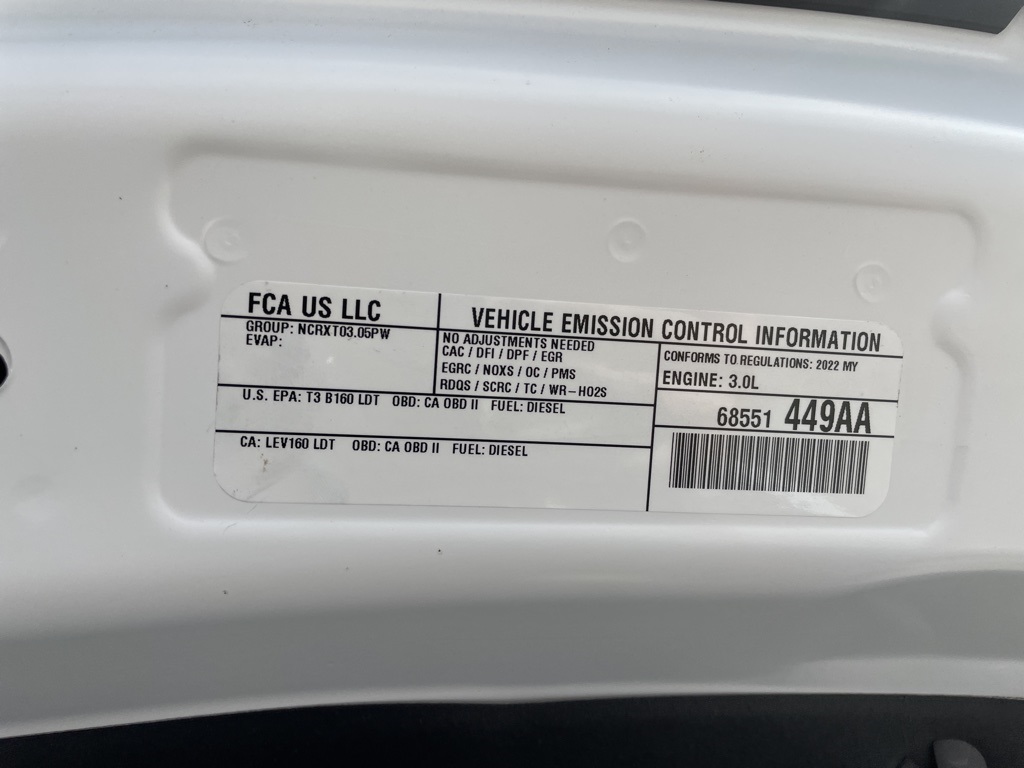 FCA US LLC
VEHICLE EMISSION CONTROL INFORMATION
GROUP: NCRXT03.05PW
EVAP:
NO ADJUSTMENTS NEEDED
CAC / DFI / DPF / EGR
EGRC / NOXS / OC / PMS
RDQS / SCRC / TC / WR-HO2S
CONFORMS TO REGULATIONS: 2022 MY
ENGINE: 3.0L
U.S. EPA: T3 B160 LDT OBD: CA OBD II FUEL: DIESEL
68551 449AA
CA: LEV160 LDT OBD: CA OBD II FUEL: DIESEL